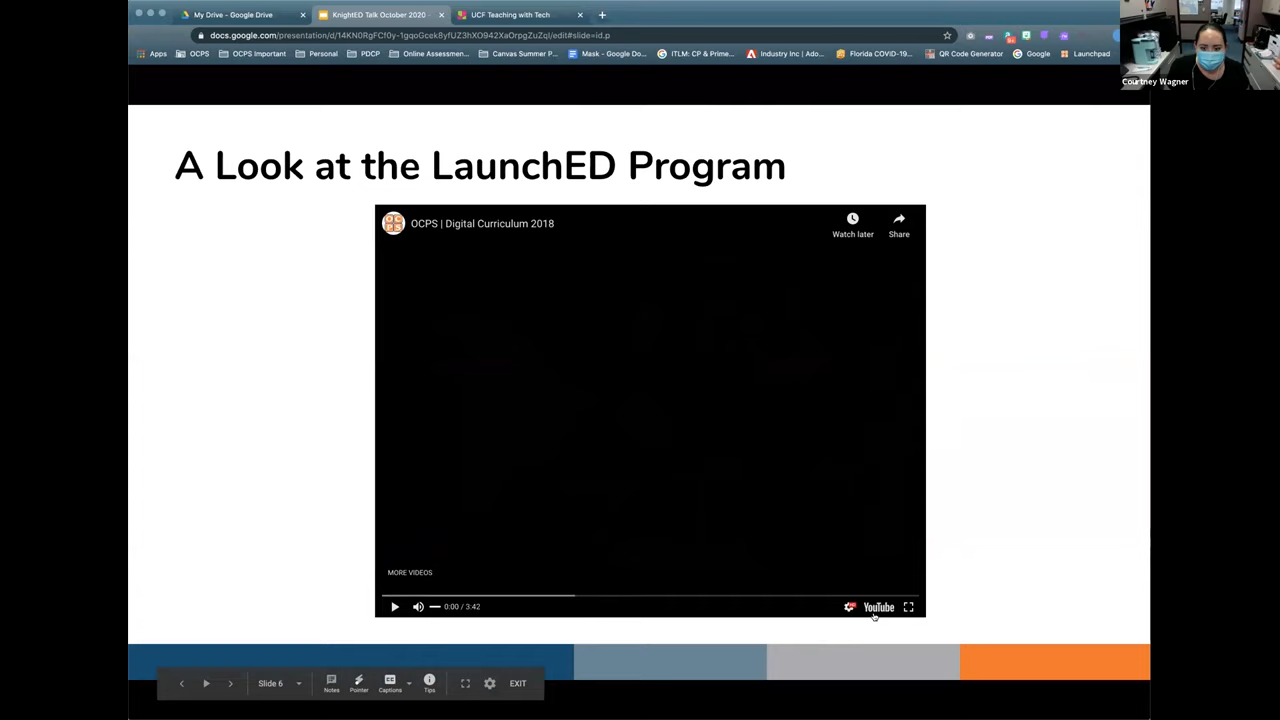 My Drive - Google Drive
KnightED Talk October 2020 -
UCF Teaching with Tech
docs.google.com/presentation/d/14KN0RgFCf0y-1gqoGcek8yfUZ3hXO942XaOrpgZuZqI/edit#slide=id.p
Apps OCPS OCPS Important Personal PDCP Online Assessmen... Canvas Summer P... Mask - Google Do... ITLM: CP & Prime... Industry Inc | Ado... Florida COVID-19... QR Code Generator Google Launchpad
Courtney Wagner
A Look at the LaunchED Program
OCPS | Digital Curriculum 2018
Watch later Share
MORE VIDEOS
0:00 / 3:42
YouTube
Slide 6
Notes Pointer Captions Tips
EXIT